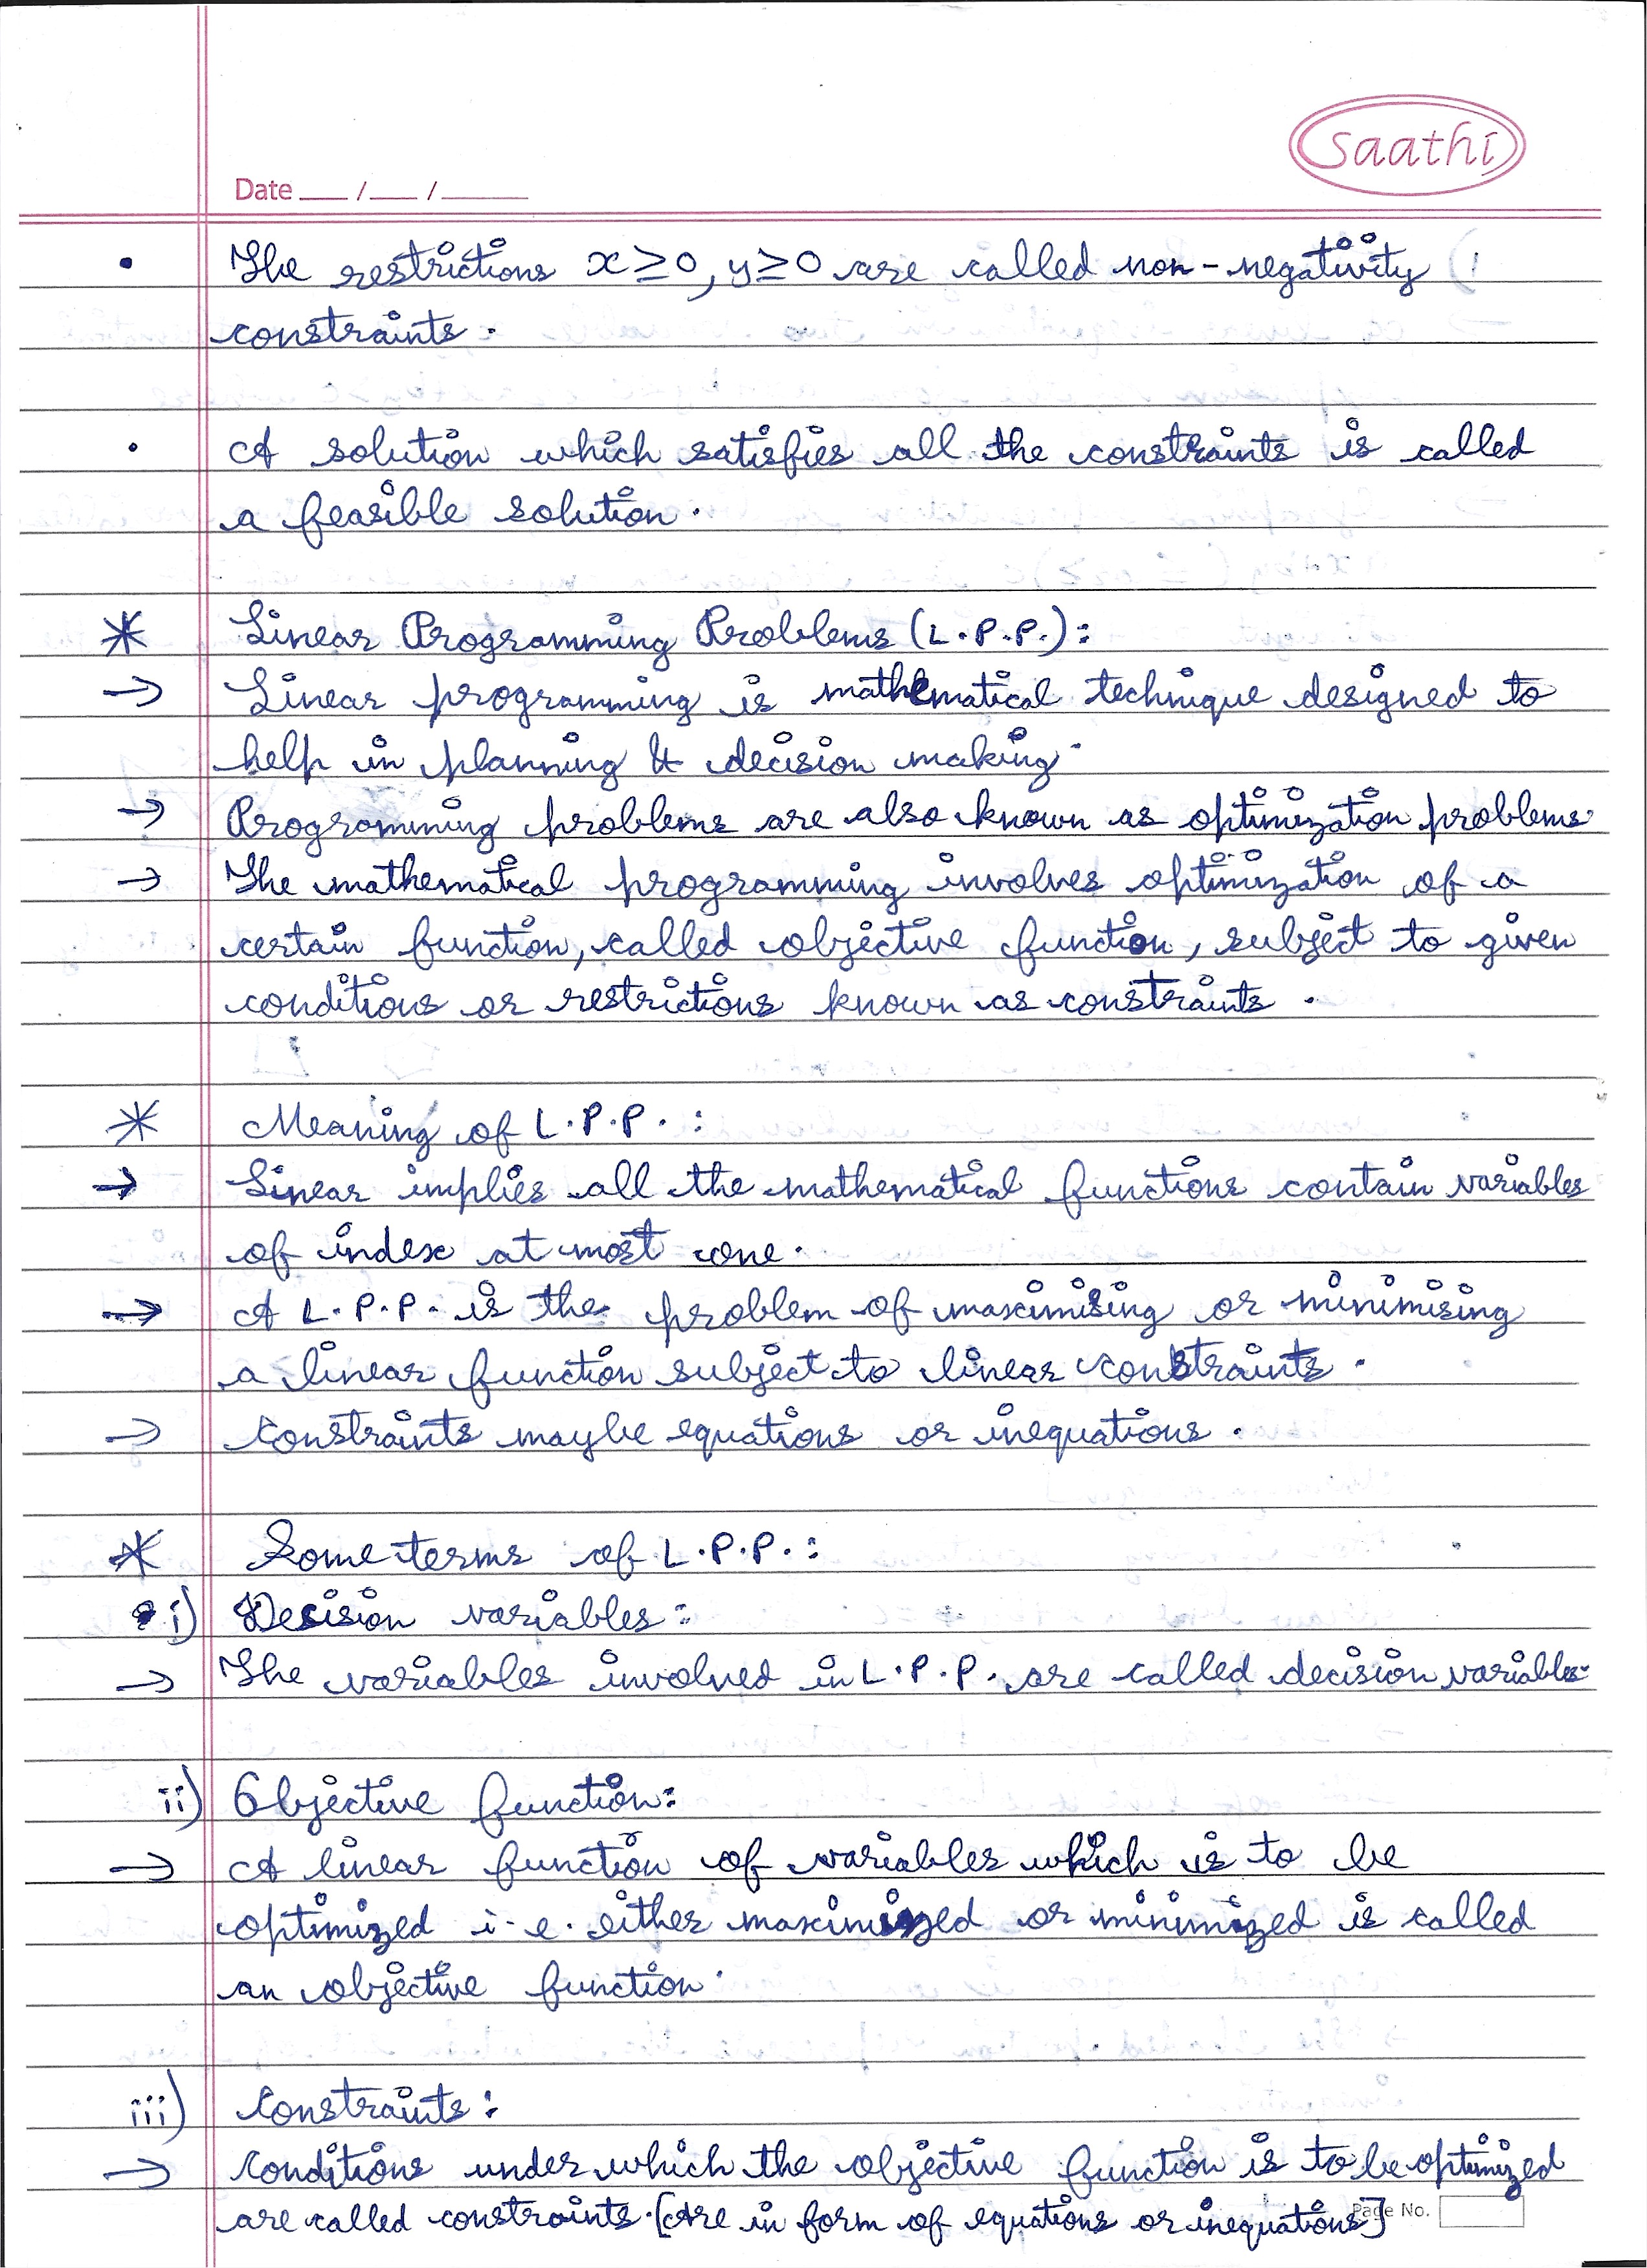 saathi
Date ___ / ___ / _____
• The restrictions x ≥ 0, y ≥ 0 are called non-negativity
constraints.
• A solution which satisfies all the constraints is called
a feasible solution.
* Linear Programming Problems (L.P.P.):
→ Linear programming is mathematical technique designed to
help in planning & decision making.
→ Programming problems are also known as optimization problems.
→ The mathematical programming involves optimization of a
certain function, called objective function, subject to given
conditions or restrictions known as constraints.
* Meaning of L.P.P. :
→ Linear implies all the mathematical functions contain variables
of index at most one.
→ A L.P.P. is the problem of maximising or minimising
a linear function subject to linear constraints.
→ Constraints maybe equations or inequations.
* Some terms of L.P.P. :
i) Decision variables:
→ The variables involved in L.P.P. are called decision variables.
ii) Objective function:
→ A linear function of variables which is to be
optimized i.e. either maximized or minimized is called
an objective function.
iii) Constraints:
→ Conditions under which the objective function is to be optimized
are called constraints. [Are in form of equations or inequations]
Page No.